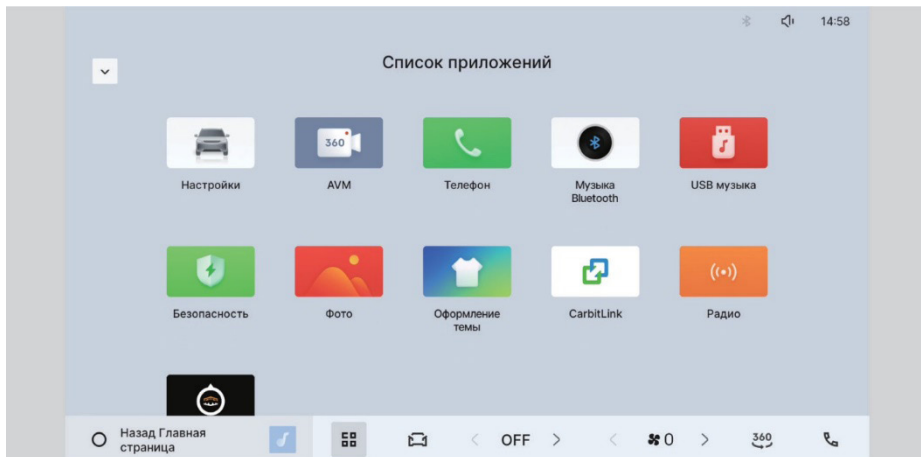 14:58
Список приложений
360
Настройки
AVM
Телефон
Музыка
Bluetooth
USB музыка
Безопасность
Фото
Оформление
темы
CarbitLink
Радио
Назад Главная
страница
OFF
0
360